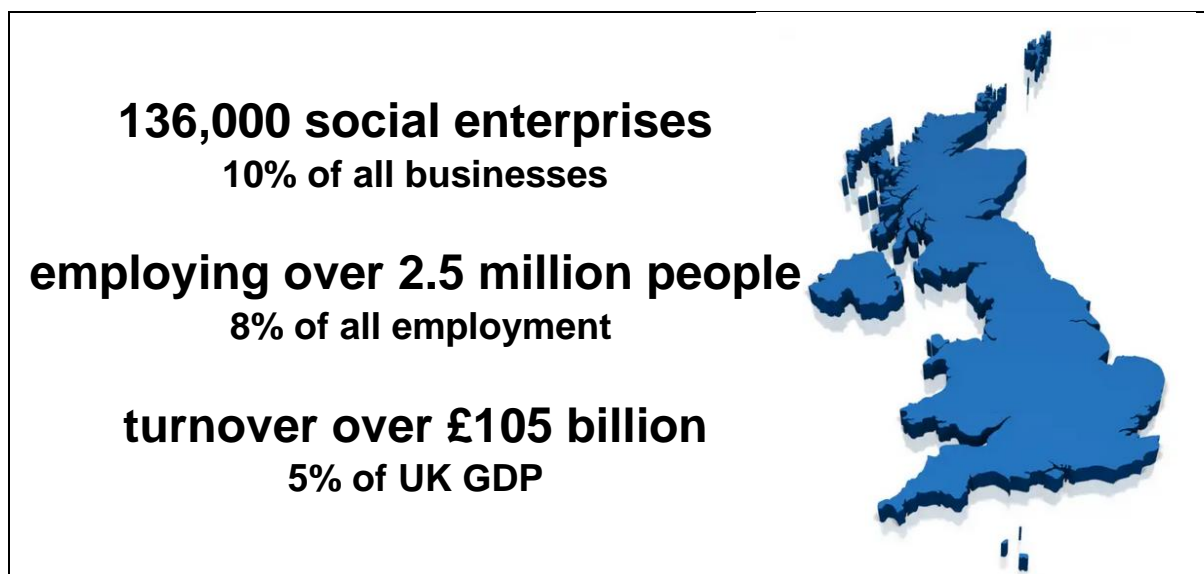 136,000 social enterprises
10% of all businesses
employing over 2.5 million people
8% of all employment
turnover over £105 billion
5% of UK GDP